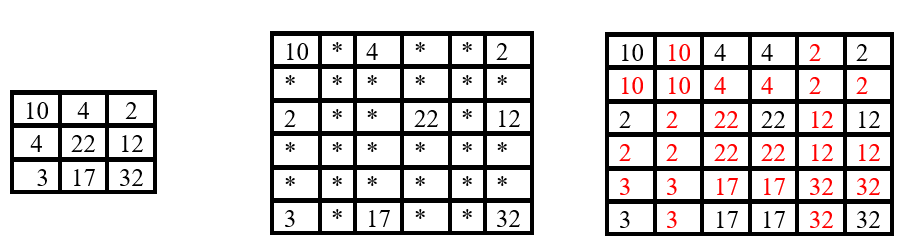 10 4 2
4 22 12
3 17 32
10 * 4 * * 2
* * * * * *
2 * * 22 * 12
* * * * * *
* * * * * *
3 * 17 * * 32
10 10 4 4 2 2
10 10 4 4 2 2
2 2 22 22 12 12
2 2 22 22 12 12
3 3 17 17 32 32
3 3 17 17 32 32